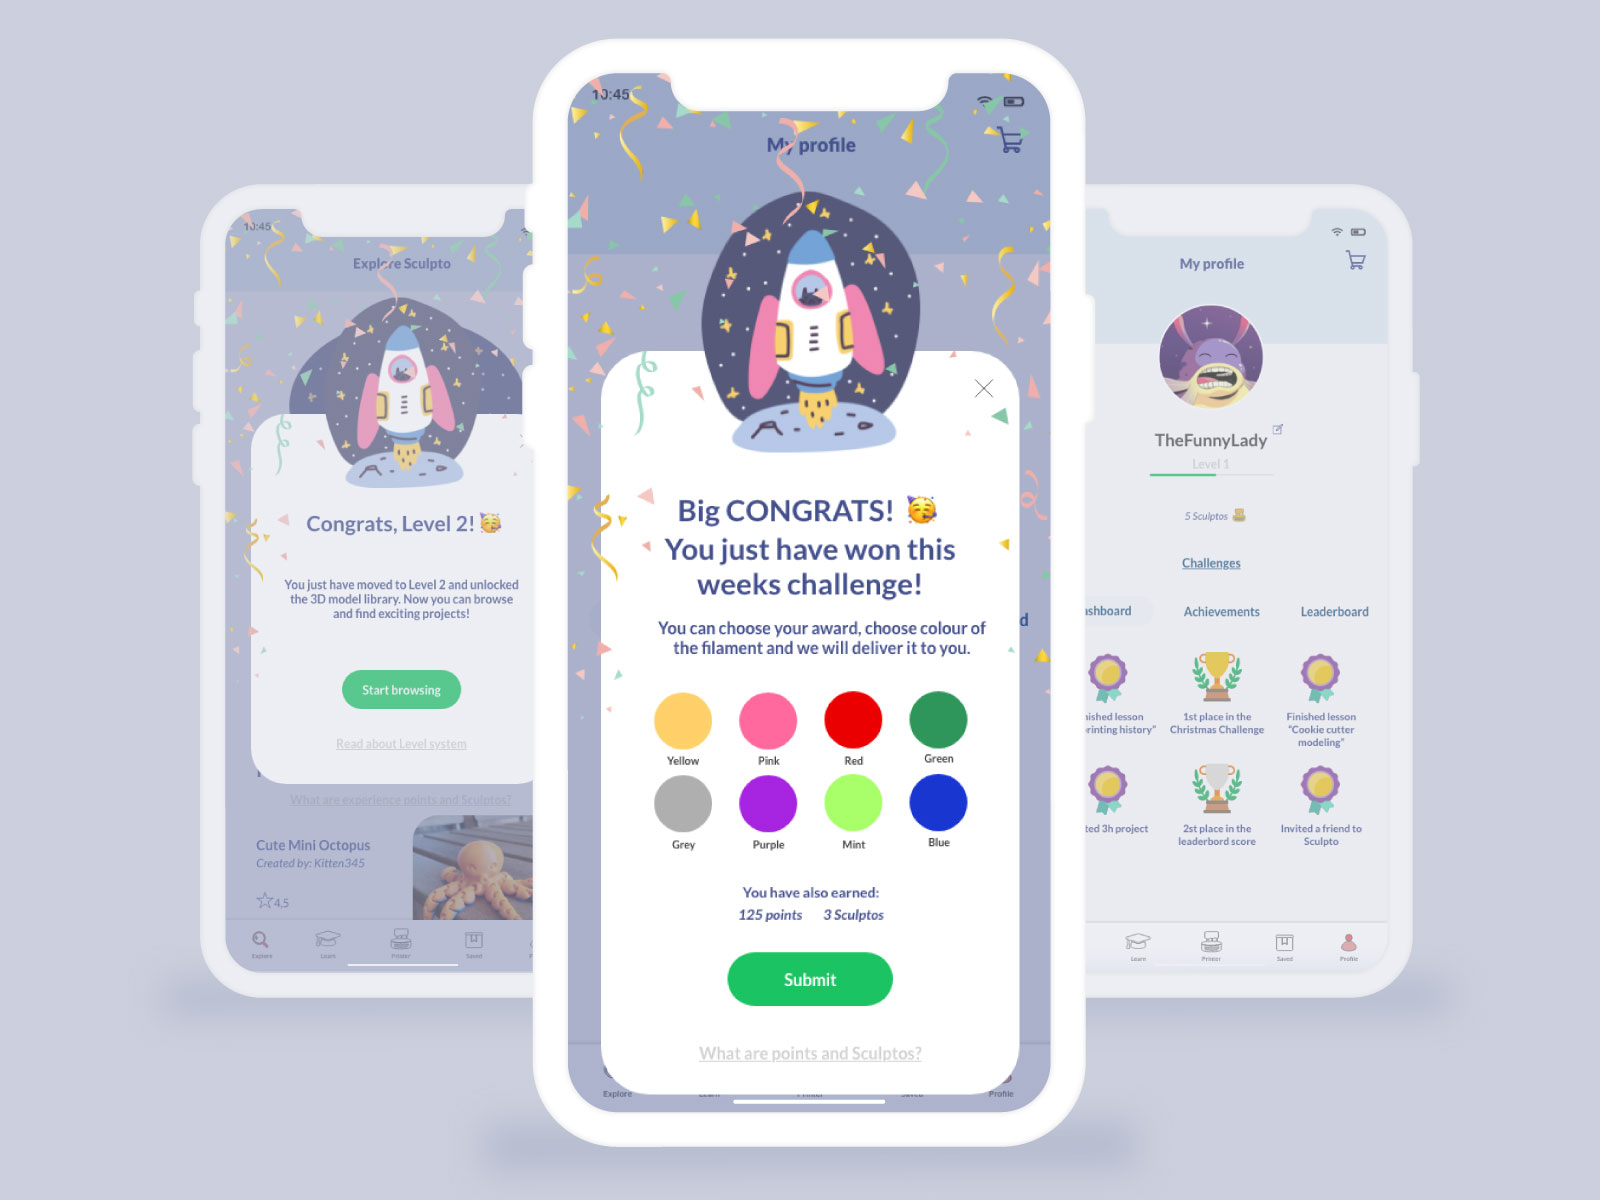 10:45
Explore Sculpto
Congrats, Level 2!
You just have moved to Level 2 and unlocked
the 3D model library. Now you can browse
and find exciting projects!
Start browsing
Read about Level system
What are experience points and Sculptos?
Cute Mini Octopus
Created by: Kitten345
4,5
Explore
Learn
Printer
Saved
10:45
My profile
Big CONGRATS!
You just have won this
weeks challenge!
You can choose your award, choose colour of
the filament and we will deliver it to you.
Yellow
Pink
Red
Green
Grey
Purple
Mint
Blue
You have also earned:
125 points 3 Sculptos
Submit
What are points and Sculptos?
Explore
Profile
My profile
TheFunnyLady
Level 1
5 Sculptos
Challenges
Achievements
Leaderboard
lesson
history"
1st place in the
Christmas Challenge
Finished lesson
"Cookie cutter
modeling"
3h project
2st place in the
leaderbord score
Invited a friend to
Sculpto
Learn
Printer
Saved
Profile